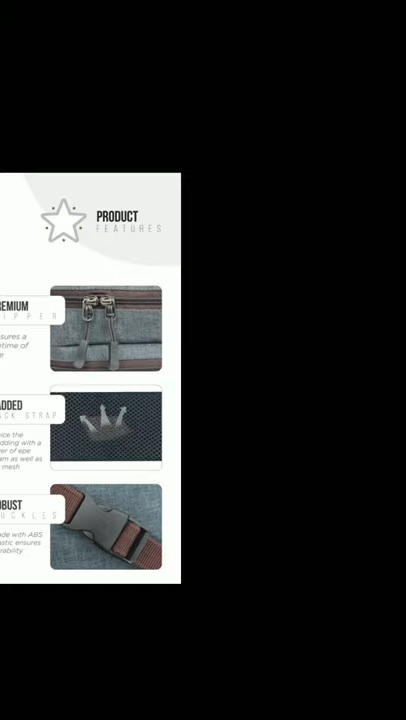 PRODUCT
FEATURES
REMIUM
IPPER
sures a
etime of
e
ADDED
ACK STRAP
ice the
dding with a
er of epe
m as well as
mesh
OBUST
UCKLES
ade with ABS
astic ensures
rability